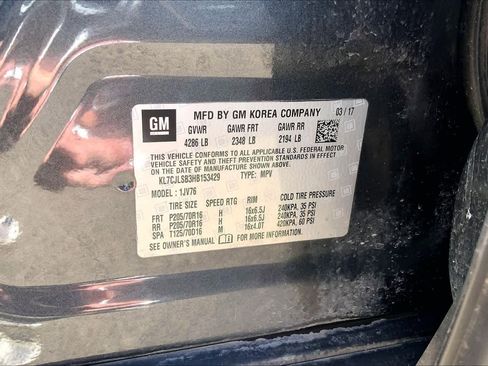 GM
MFD BY GM KOREA COMPANY 03 / 17
GVWR GAWR FRT GAWR RR
4286 LB 2348 LB 2194 LB
THIS VEHICLE CONFORMS TO ALL APPLICABLE U.S. FEDERAL MOTOR
VEHICLE SAFETY, BUMPER, AND THEFT PREVENTION STANDARDS
IN EFFECT ON THE DATE OF MANUFACTURE SHOWN ABOVE.
KL7CJLSB3HB153429 TYPE: MPV
MODEL: 1JV76
TIRE SIZE SPEED RTG RIM COLD TIRE PRESSURE
FRT P205/70R16 H 16x6.5J 240KPA, 35 PSI
RR P205/70R16 H 16x6.5J 240KPA, 35 PSI
SPA T125/70D16 M 16x4.0T 420KPA, 60 PSI
SEE OWNER'S MANUAL FOR MORE INFORMATION.